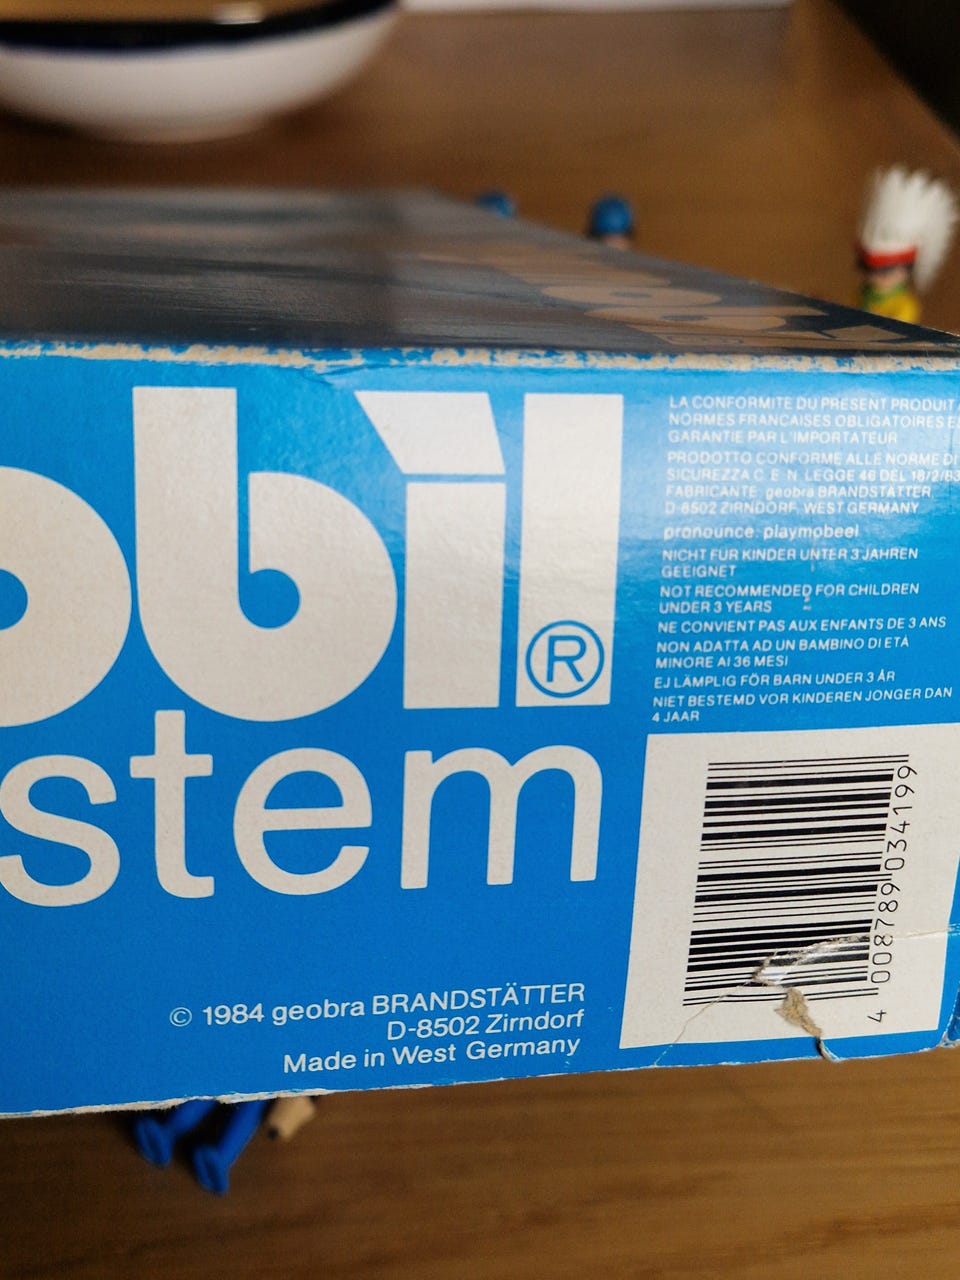 obil
®
stem
© 1984 geobra BRANDSTÄTTER
D-8502 Zirndorf
Made in West Germany
LA CONFORMITE DU PRESENT PRODUIT
NORMES FRANCAISES OBLIGATOIRES
GARANTIE PAR L'IMPORTATEUR
PRODOTTO CONFORME ALLE NORME DI
SICUREZZA C. E. N. LEGGE 46 DEL 18/2/83
FABRICANTE: geobra BRANDSTÄTTER,
D-8502 ZIRNDORF, WEST GERMANY
pronounce: playmobeel
NICHT FÜR KINDER UNTER 3 JAHREN
GEEIGNET
NOT RECOMMENDED FOR CHILDREN
UNDER 3 YEARS
NE CONVIENT PAS AUX ENFANTS DE 3 ANS
NON ADATTA AD UN BAMBINO DI ETÀ
MINORE AI 36 MESI
EJ LÄMPLIG FÖR BARN UNDER 3 ÅR
NIET BESTEMD VOR KINDEREN JONGER DAN
4 JAAR
4 008789 034199